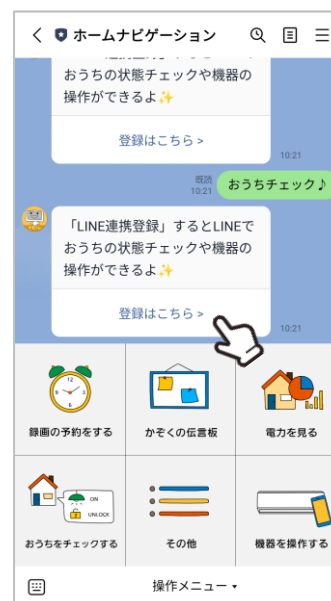 ホームナビゲーション
おうちの状態チェックや機器の
操作ができるよ✨
登録はこちら >
10:21
既読
10:21
おうちチェック♪
「LINE連携登録」するとLINEで
おうちの状態チェックや機器の
操作ができるよ✨
登録はこちら >
10:21
録画の予約をする
かぞくの伝言板
電力を見る
ON
UNLOCK
おうちをチェックする
その他
機器を操作する
操作メニュー ▾